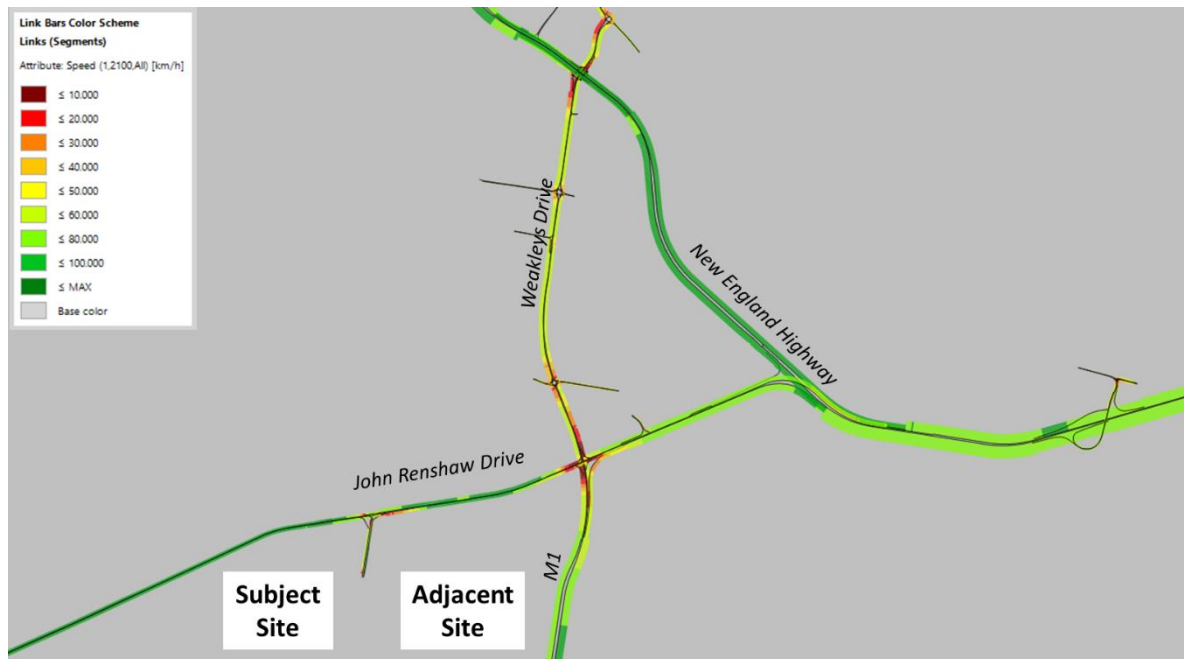 Link Bars Color Scheme
Links (Segments)
Attribute: Speed (1,2100,All) [km/h]
≤ 10.000
≤ 20.000
≤ 30.000
≤ 40.000
≤ 50.000
≤ 60.000
≤ 80.000
≤ 100.000
≤ MAX
Base color
Weakleys Drive
New England Highway
John Renshaw Drive
M1
Subject
Site
Adjacent
Site